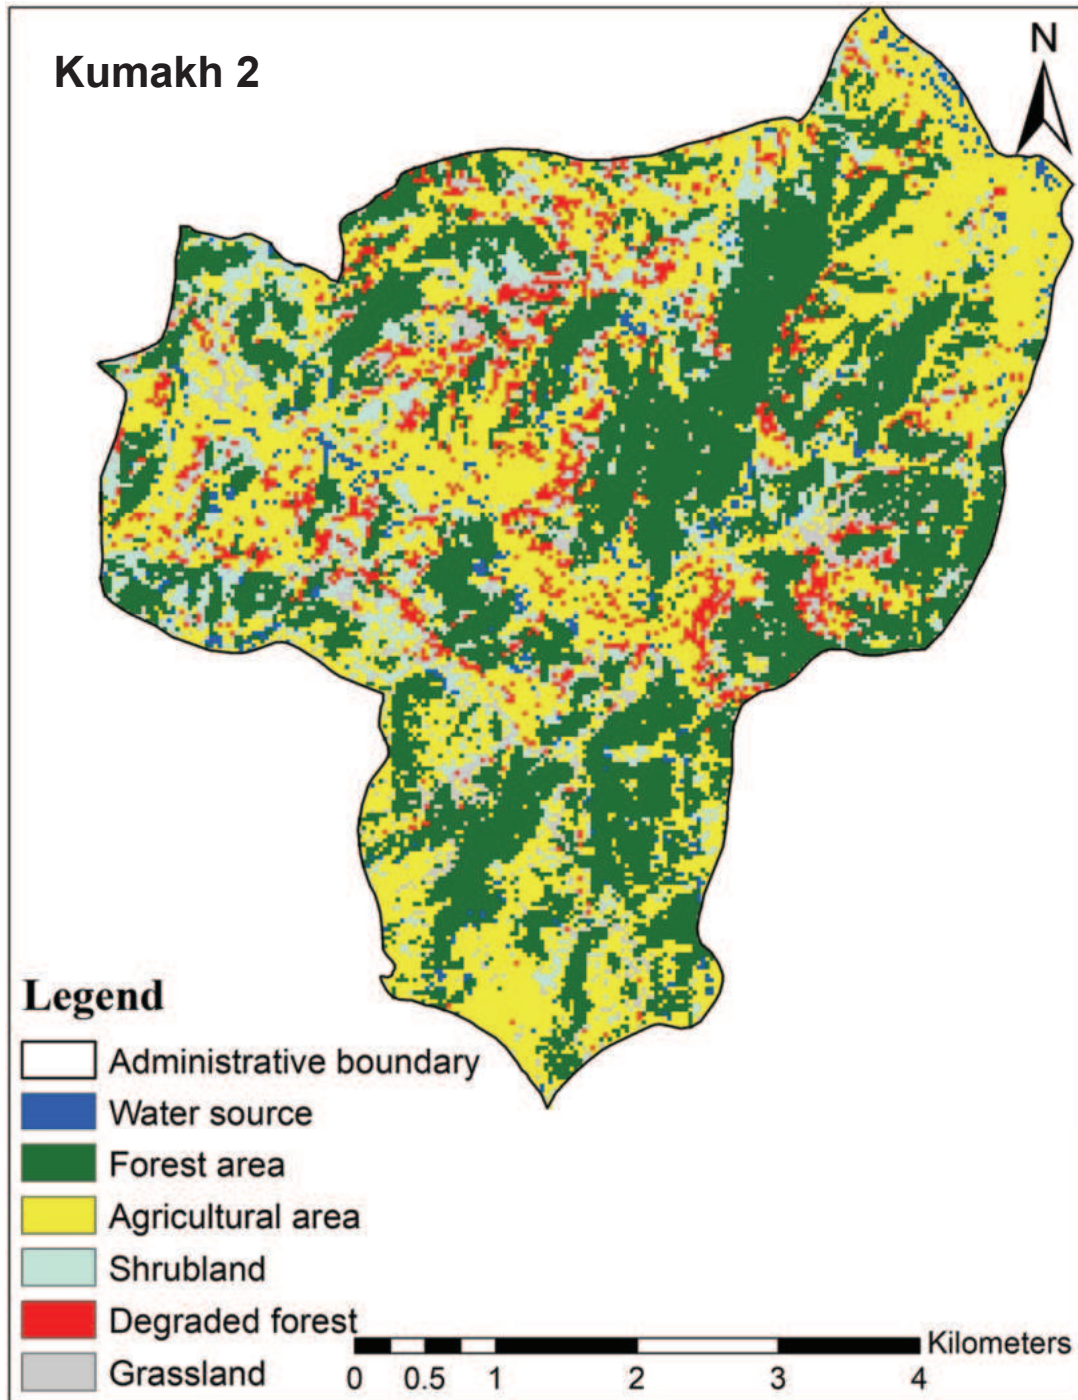 Kumakh 2
N
Legend
Administrative boundary
Water source
Forest area
Agricultural area
Shrubland
Degraded forest
Grassland
Kilometers
0 0.5 1 2 3 4